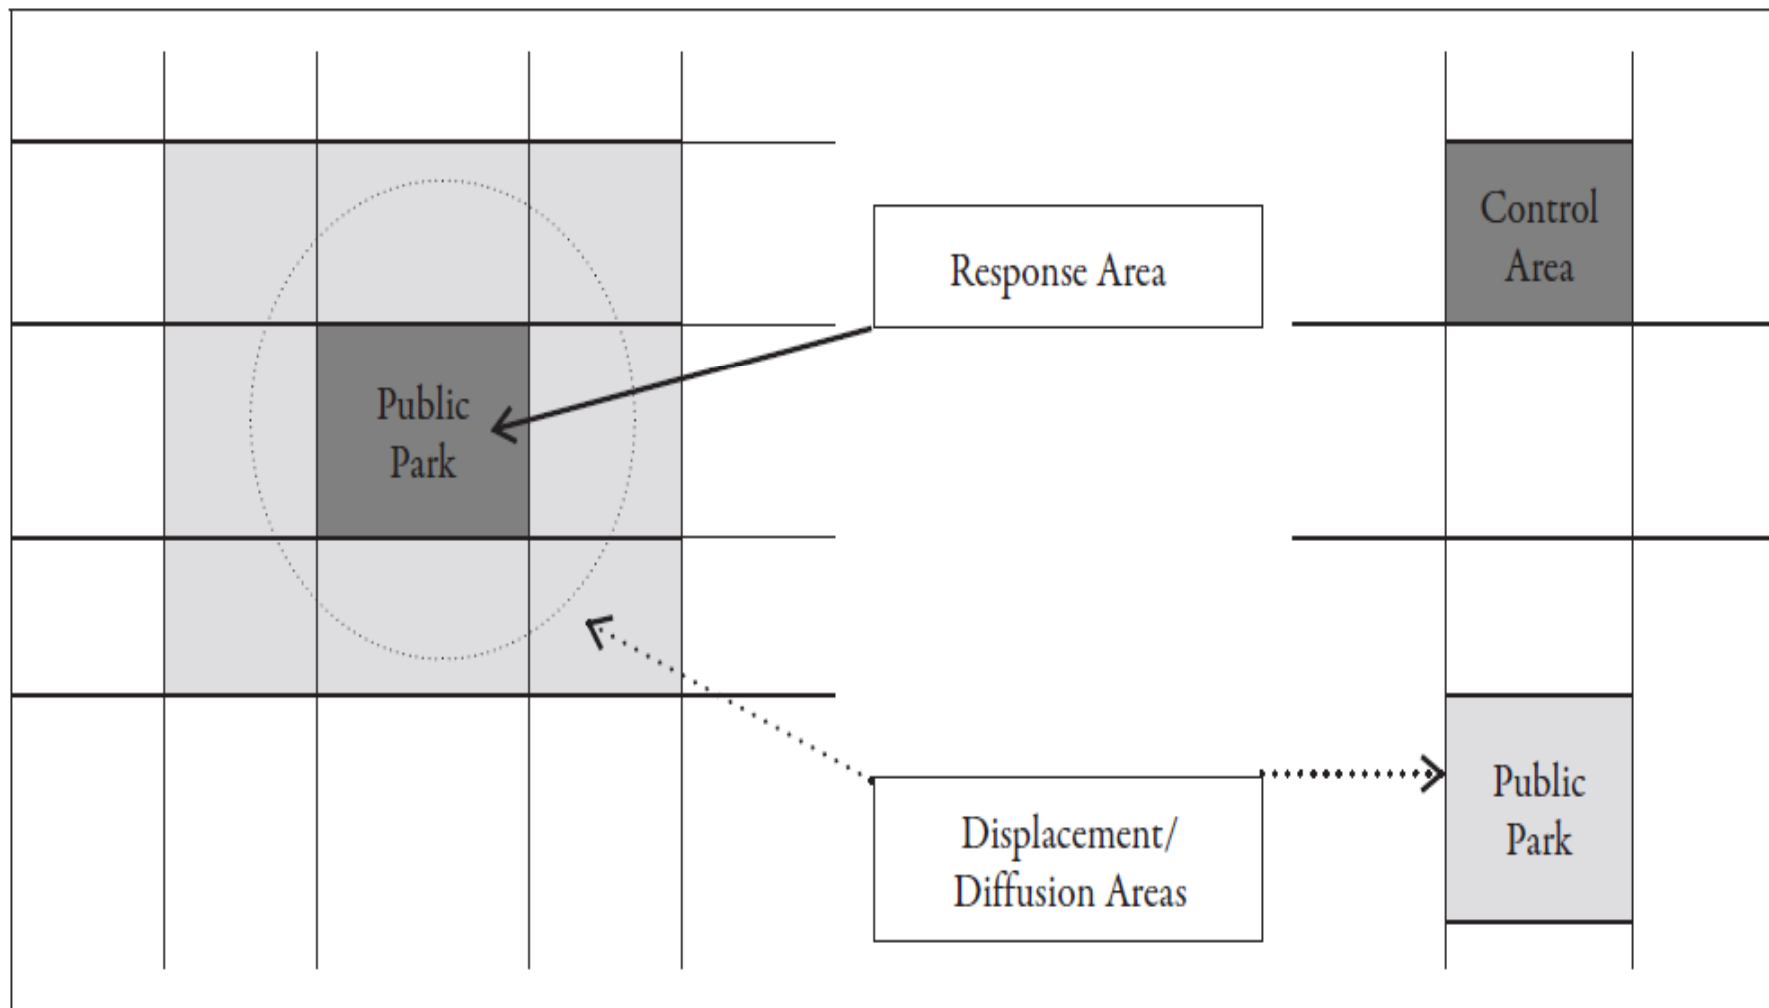 Public
Park
Response Area
Control
Area
Displacement/
Diffusion Areas
Public
Park